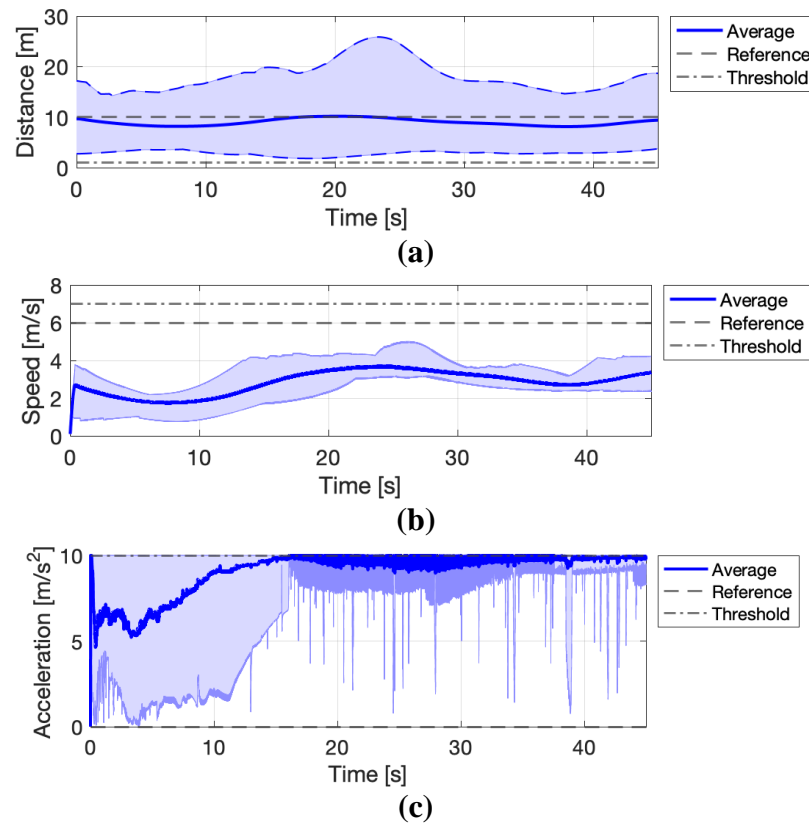 30
20
10
0
Distance [m]
0 10 20 30 40
Time [s]
Average
Reference
Threshold
(a)
8
6
4
2
0
Speed [m/s]
0 10 20 30 40
Time [s]
Average
Reference
Threshold
(b)
10
5
0
Acceleration [m/s²]
0 10 20 30 40
Time [s]
Average
Reference
Threshold
(c)